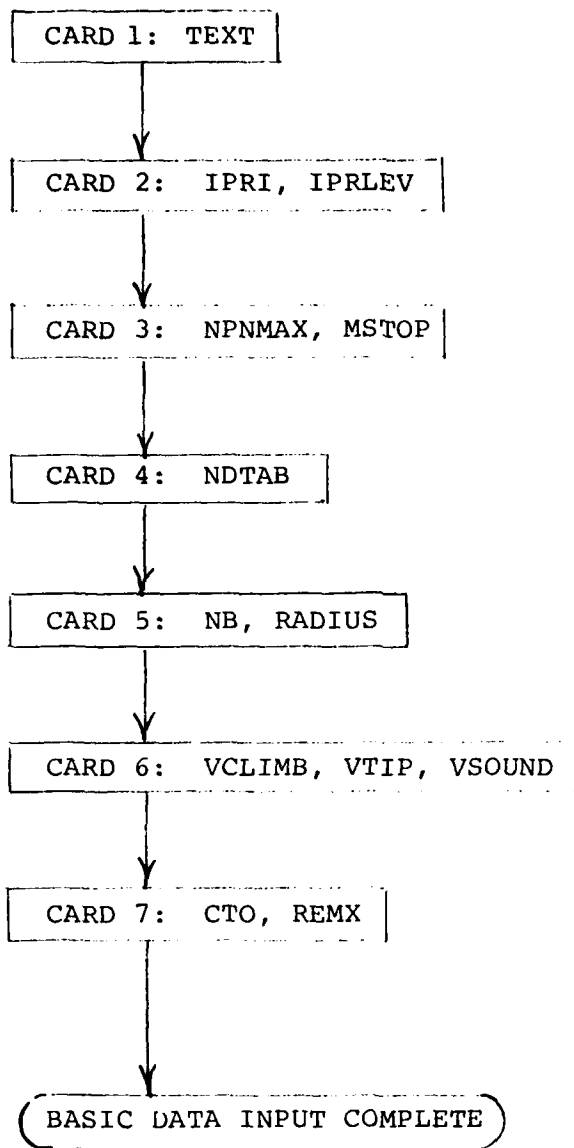 CARD 1: TEXT
CARD 2: IPRI, IPRLEV
CARD 3: NPNMAX, MSTOP
CARD 4: NDTAB
CARD 5: NB, RADIUS
CARD 6: VCLIMB, VTIP, VSOUND
CARD 7: CTO, REMX
BASIC DATA INPUT COMPLETE